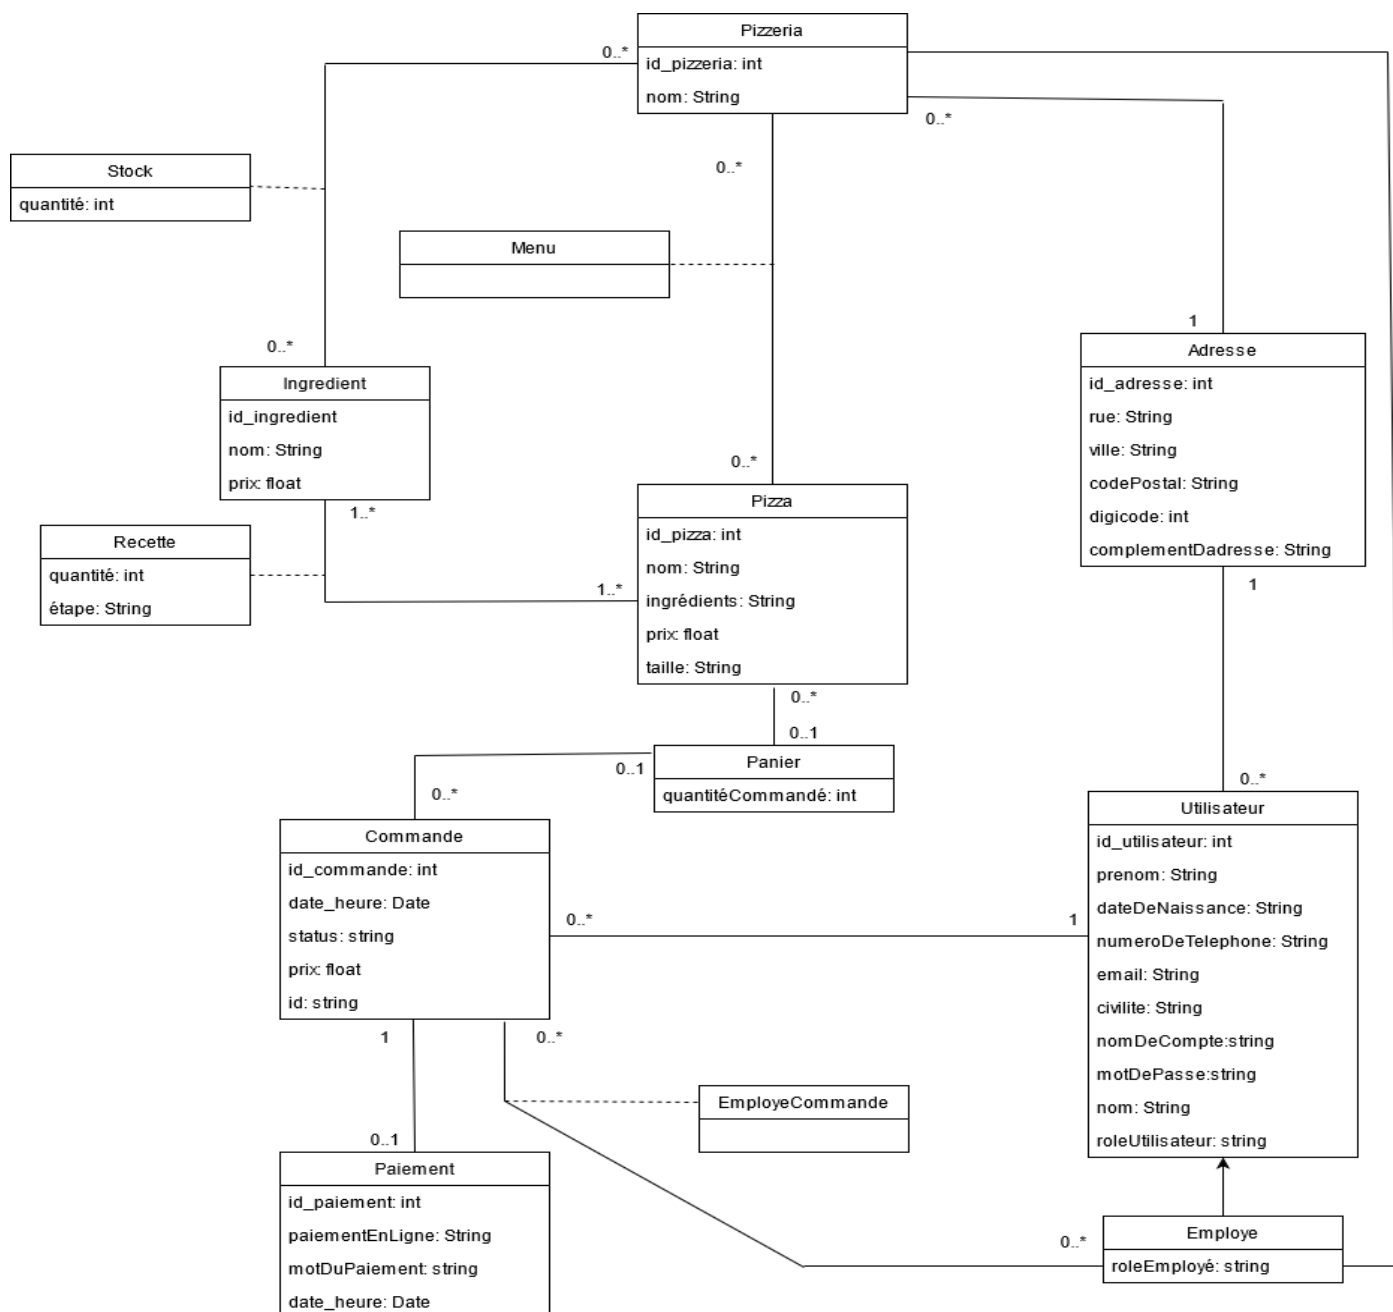 Pizzeria
id_pizzeria: int
nom: String
0..*
0..*
0..*
Stock
quantité: int
Menu
0..*
1
Ingredient
id_ingredient
nom: String
prix: float
Adresse
id_adresse: int
rue: String
ville: String
codePostal: String
digicode: int
complementDadresse: String
0..*
Pizza
id_pizza: int
nom: String
ingrédients: String
prix: float
taille: String
1..*
Recette
quantité: int
étape: String
1..*
1
0..*
0..1
Panier
quantitéCommandé: int
0..1
0..*
0..*
Commande
id_commande: int
date_heure: Date
status: string
prix: float
id: string
0..*
1
Utilisateur
id_utilisateur: int
prenom: String
dateDeNaissance: String
numeroDeTelephone: String
email: String
civilite: String
nomDeCompte:string
motDePasse:string
nom: String
roleUtilisateur: string
1
0..*
EmployeCommande
0..1
Paiement
id_paiement: int
paiementEnLigne: String
motDuPaiement: string
date_heure: Date
0..*
Employe
roleEmployé: string